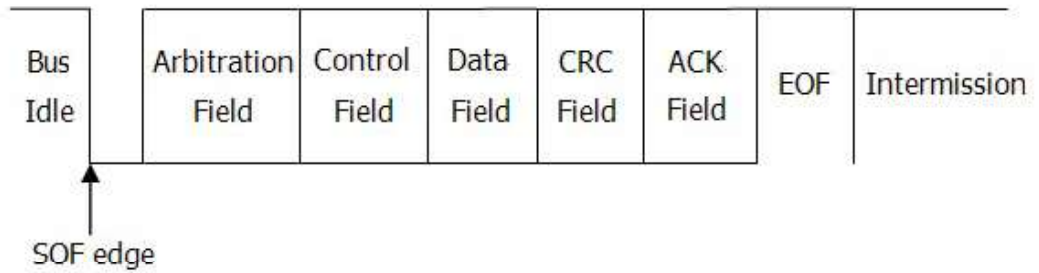 Bus
Idle
Arbitration
Field
Control
Field
Data
Field
CRC
Field
ACK
Field
EOF
Intermission
SOF edge